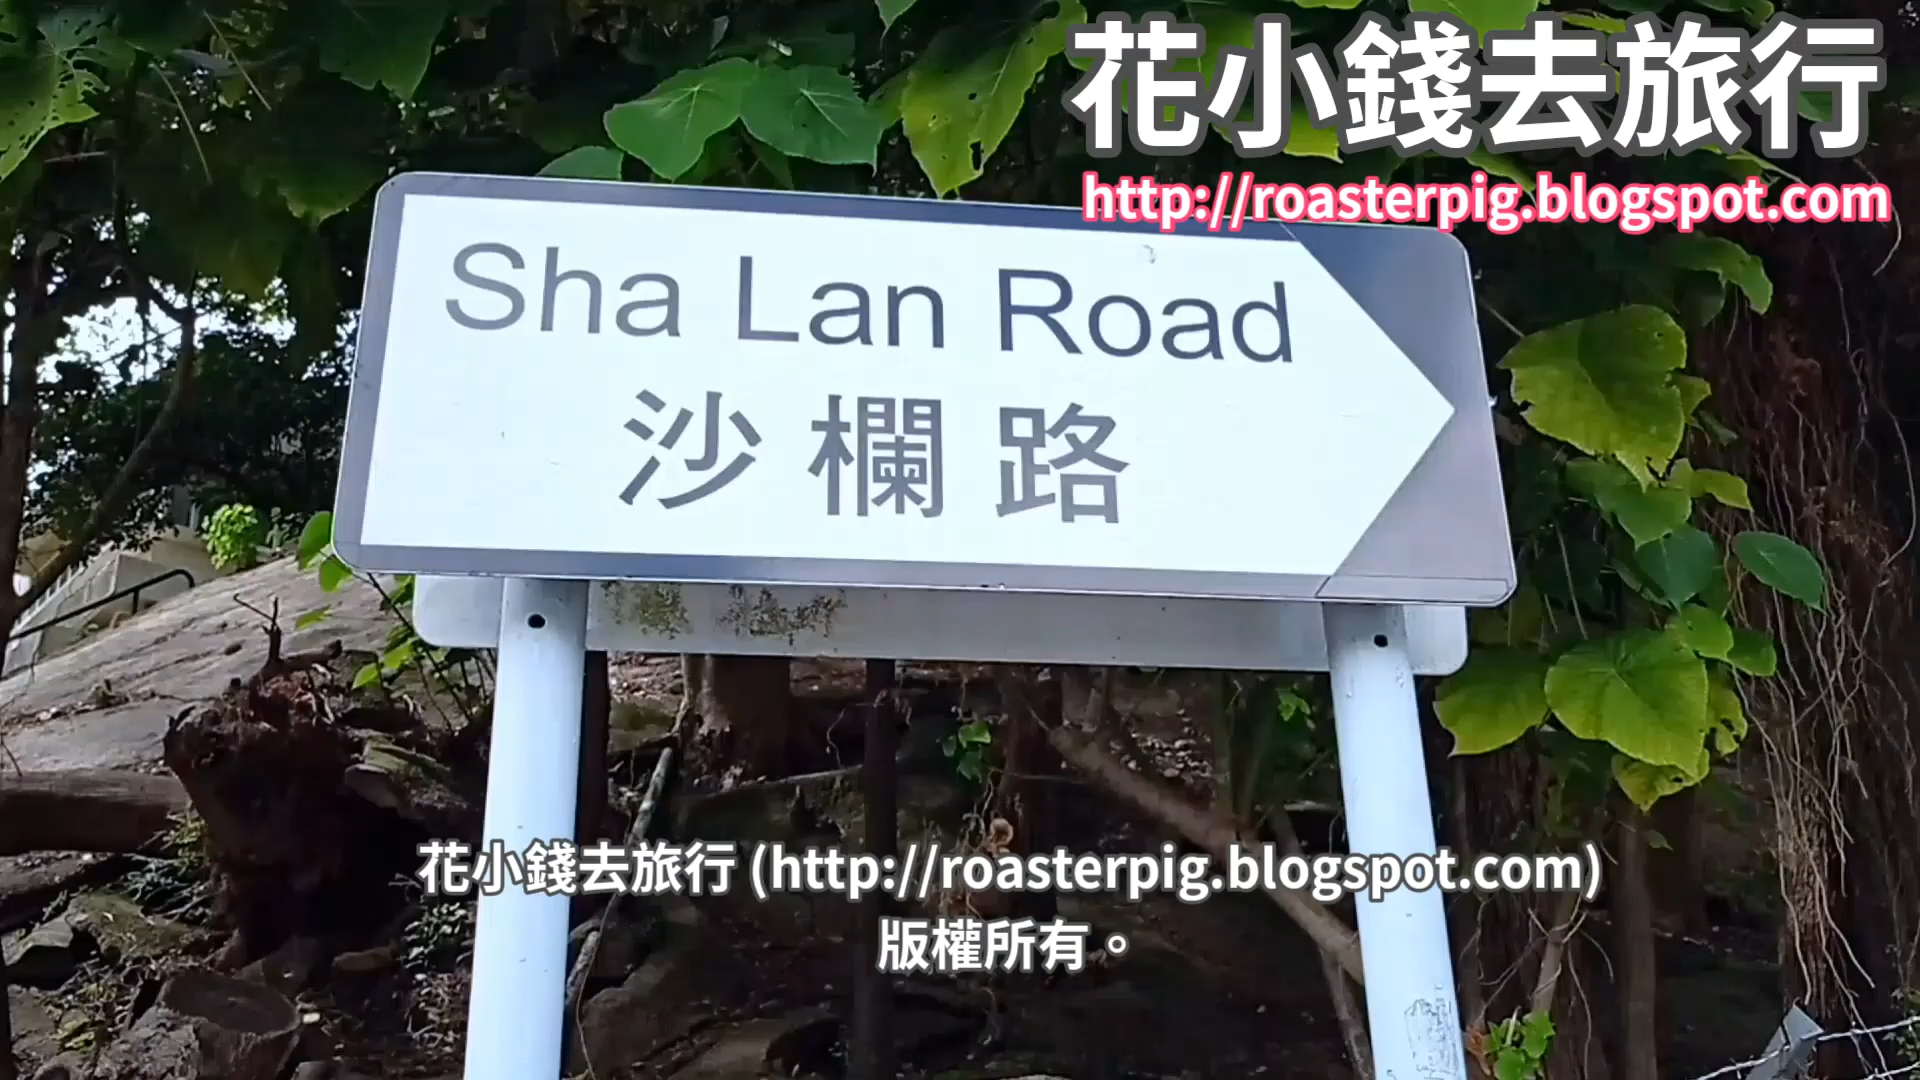 花小錢去旅行
http://roasterpig.blogspot.com
Sha Lan Road
沙欄路
花小錢去旅行 (http://roasterpig.blogspot.com)
版權所有。